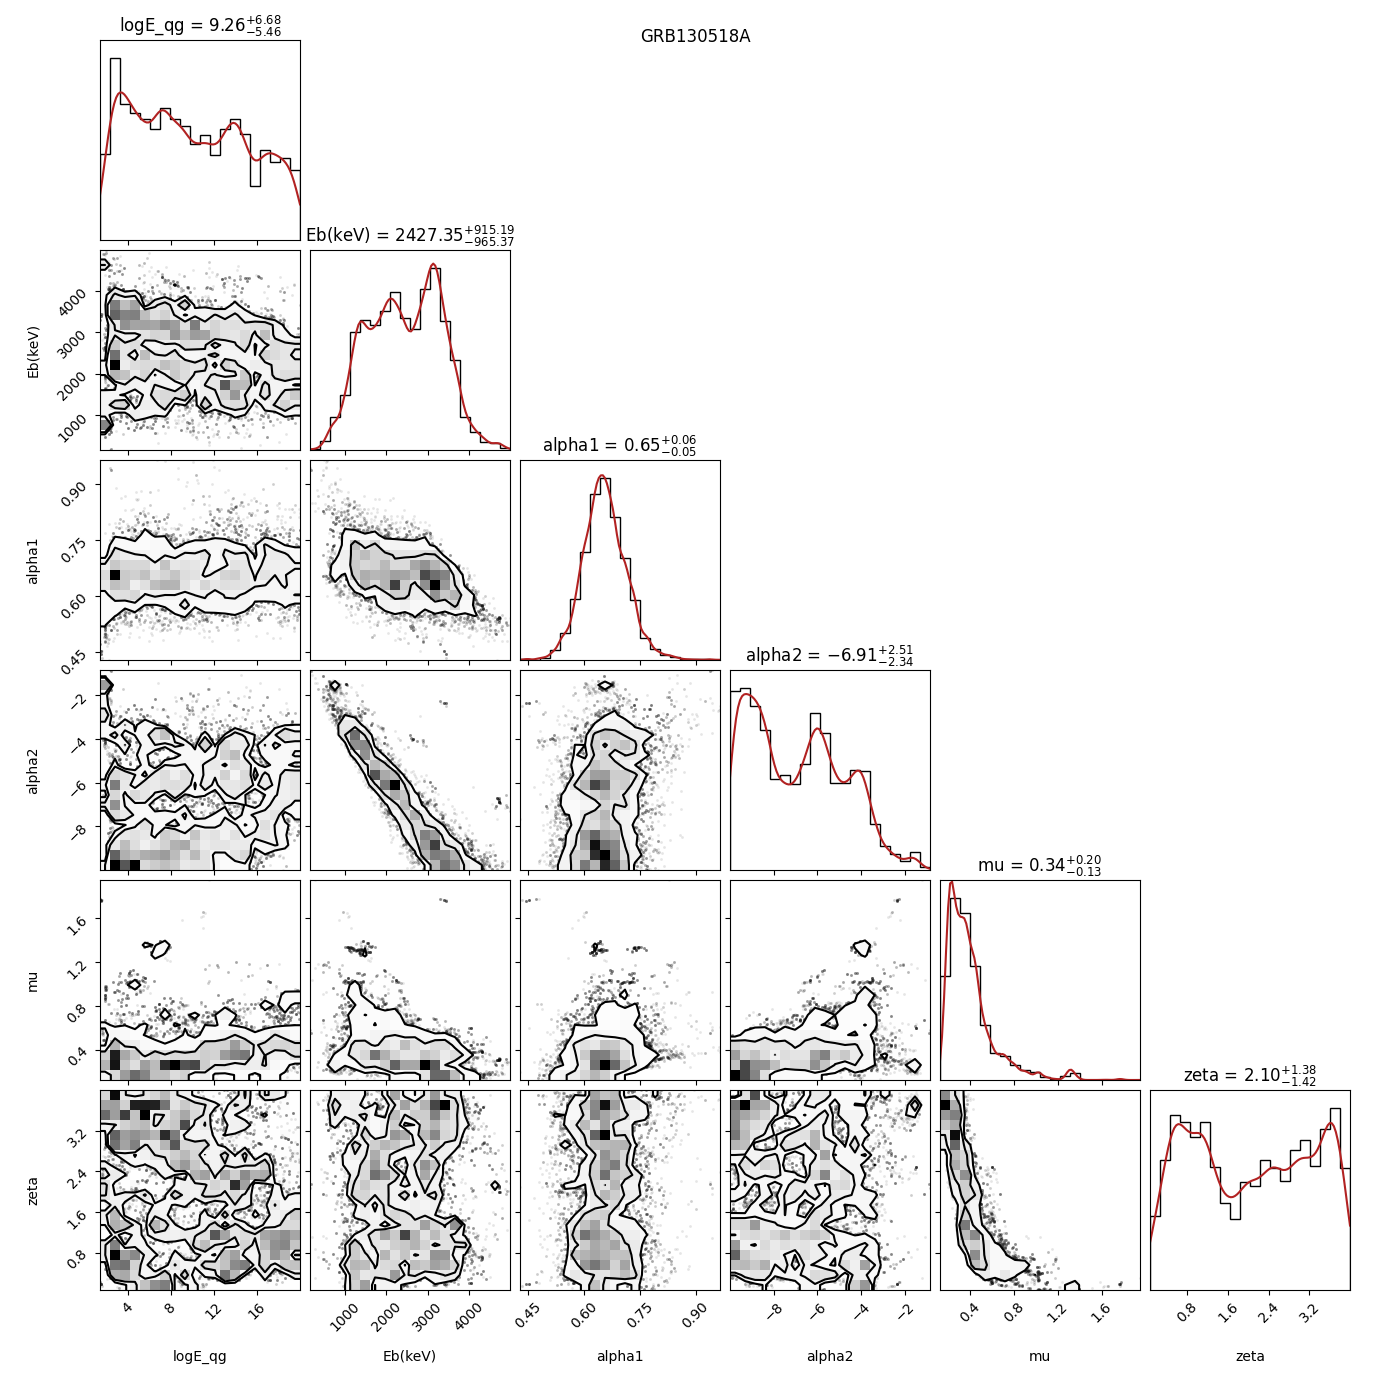 logE_qg = 9.26+6.68 −5.46
GRB130518A
Eb(keV) = 2427.35+915.19 −965.37
4000
3000
2000
1000
Eb(keV)
alpha1 = 0.65+0.06 −0.05
0.90
0.75
0.60
0.45
alpha1
alpha2 = −6.91+2.51 −2.34
−2
−4
−6
−8
alpha2
mu = 0.34+0.20 −0.13
1.6
1.2
0.8
0.4
mu
zeta = 2.10+1.38 −1.42
3.2
2.4
1.6
0.8
zeta
4 8 12 16 1000 2000 3000 4000 0.45 0.60 0.75 0.90 −8 −6 −4 −2 0.4 0.8 1.2 1.6 0.8 1.6 2.4 3.2
logE_qg Eb(keV) alpha1 alpha2 mu zeta